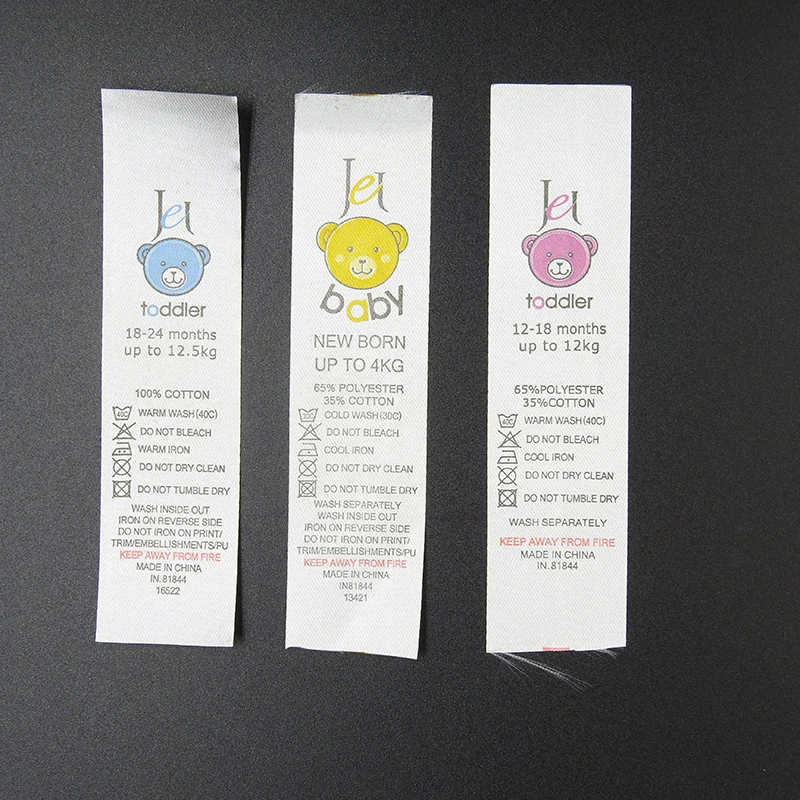 Jei
toddler
18-24 months
up to 12.5kg
100% COTTON
40C WARM WASH(40C)
DO NOT BLEACH
WARM IRON
DO NOT DRY CLEAN
DO NOT TUMBLE DRY
WASH INSIDE OUT
IRON ON REVERSE SIDE
DO NOT IRON ON PRINT/
TRIM/EMBELLISHMENTS/PU
KEEP AWAY FROM FIRE
MADE IN CHINA
IN.81844
16522
Jei
baby
NEW BORN
UP TO 4KG
65% POLYESTER
35% COTTON
30C COLD WASH (30C)
DO NOT BLEACH
COOL IRON
DO NOT DRY CLEAN
DO NOT TUMBLE DRY
WASH SEPARATELY
WASH INSIDE OUT
IRON ON REVERSE SIDE
DO NOT IRON ON PRINT/
TRIM/EMBELLISHMENTS/PU
KEEP AWAY FROM FIRE
MADE IN CHINA
IN81844
13421
Jei
toddler
12-18 months
up to 12kg
65%POLYESTER
35%COTTON
40C WARM WASH (40C)
DO NOT BLEACH
COOL IRON
DO NOT DRY CLEAN
DO NOT TUMBLE DRY
WASH SEPARATELY
KEEP AWAY FROM FIRE
MADE IN CHINA
IN.81844